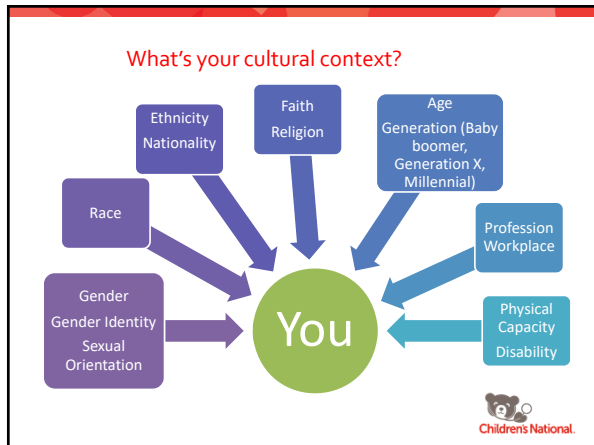 What's your cultural context?
Ethnicity
Nationality
Faith
Religion
Age
Generation (Baby
boomer,
Generation X,
Millennial)
Race
Profession
Workplace
Gender
Gender Identity
Sexual
Orientation
You
Physical
Capacity
Disability
Children's National.